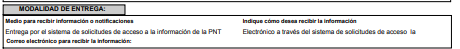 MODALIDAD DE ENTREGA:
Medio para recibir información o notificaciones
Indique cómo desea recibir la información
Entrega por el sistema de solicitudes de acceso a la información de la PNT
Electrónico a través del sistema de solicitudes de acceso la
Correo electrónico para recibir la información: